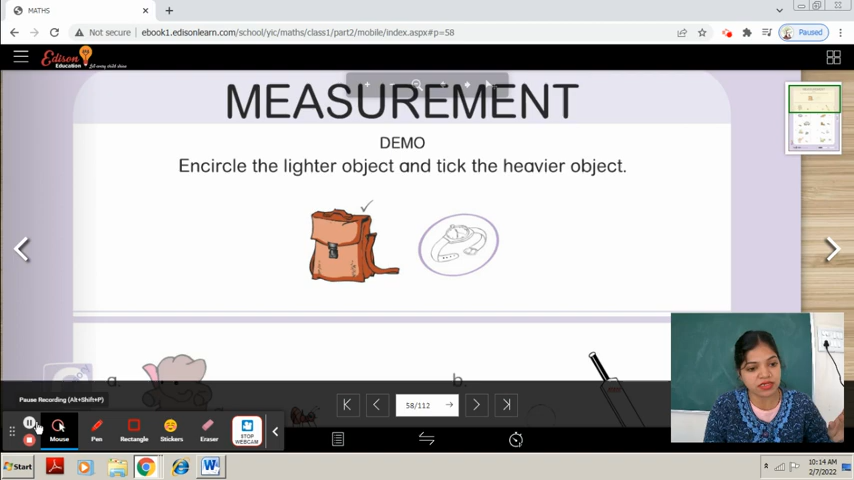 MATHS
Not secure
ebook1.edisonlearn.com/school/yic/maths/class1/part2/mobile/index.aspx#p=58
Paused
Edison
Education
MEASUREMENT
DEMO
Encircle the lighter object and tick the heavier object.
a.
b.
Pause Recording (Alt+Shift+P)
58/112
Mouse
Pen
Rectangle
Stickers
Eraser
STOP
WEBCAM
Start
10:14 AM
2/7/2022